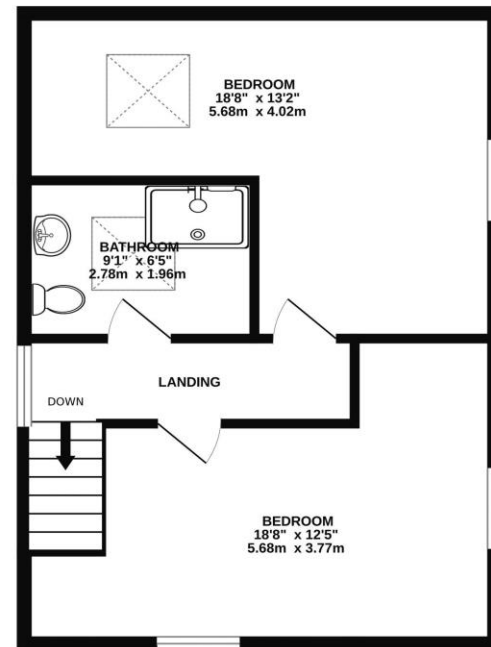 BEDROOM
18'8" x 13'2"
5.68m x 4.02m
BATHROOM
9'1" x 6'5"
2.78m x 1.96m
LANDING
DOWN
BEDROOM
18'8" x 12'5"
5.68m x 3.77m